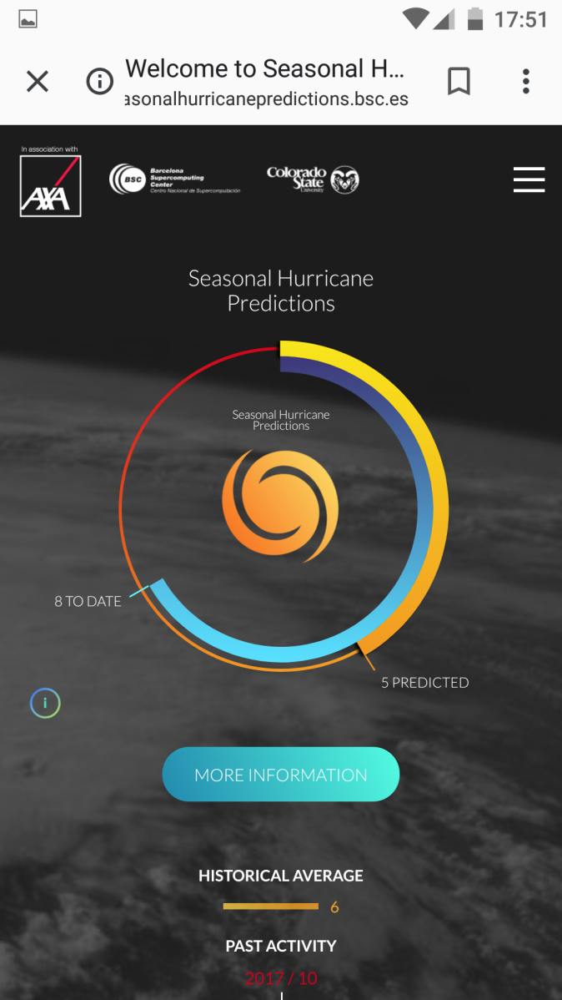 17:51
Welcome to Seasonal H...
asonalhurricanepredictions.bsc.es
In association with
AXA
BSC
Barcelona
Supercomputing
Center
Centro Nacional de Supercomputación
Colorado
State
University
Seasonal Hurricane
Predictions
Seasonal Hurricane
Predictions
8 TO DATE
5 PREDICTED
i
MORE INFORMATION
HISTORICAL AVERAGE
6
PAST ACTIVITY
2017 / 10